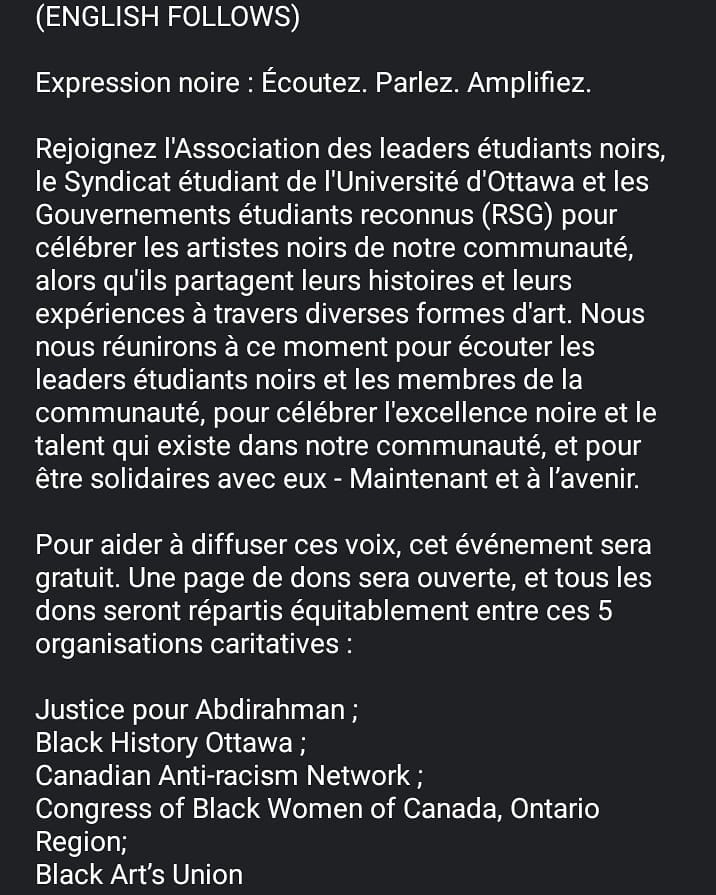 (ENGLISH FOLLOWS)
Expression noire : Écoutez. Parlez. Amplifiez.
Rejoignez l'Association des leaders étudiants noirs,
le Syndicat étudiant de l'Université d'Ottawa et les
Gouvernements étudiants reconnus (RSG) pour
célébrer les artistes noirs de notre communauté,
alors qu'ils partagent leurs histoires et leurs
expériences à travers diverses formes d'art. Nous
nous réunirons à ce moment pour écouter les
leaders étudiants noirs et les membres de la
communauté, pour célébrer l'excellence noire et le
talent qui existe dans notre communauté, et pour
être solidaires avec eux - Maintenant et à l’avenir.
Pour aider à diffuser ces voix, cet événement sera
gratuit. Une page de dons sera ouverte, et tous les
dons seront répartis équitablement entre ces 5
organisations caritatives :
Justice pour Abdirahman ;
Black History Ottawa ;
Canadian Anti-racism Network ;
Congress of Black Women of Canada, Ontario
Region;
Black Art’s Union